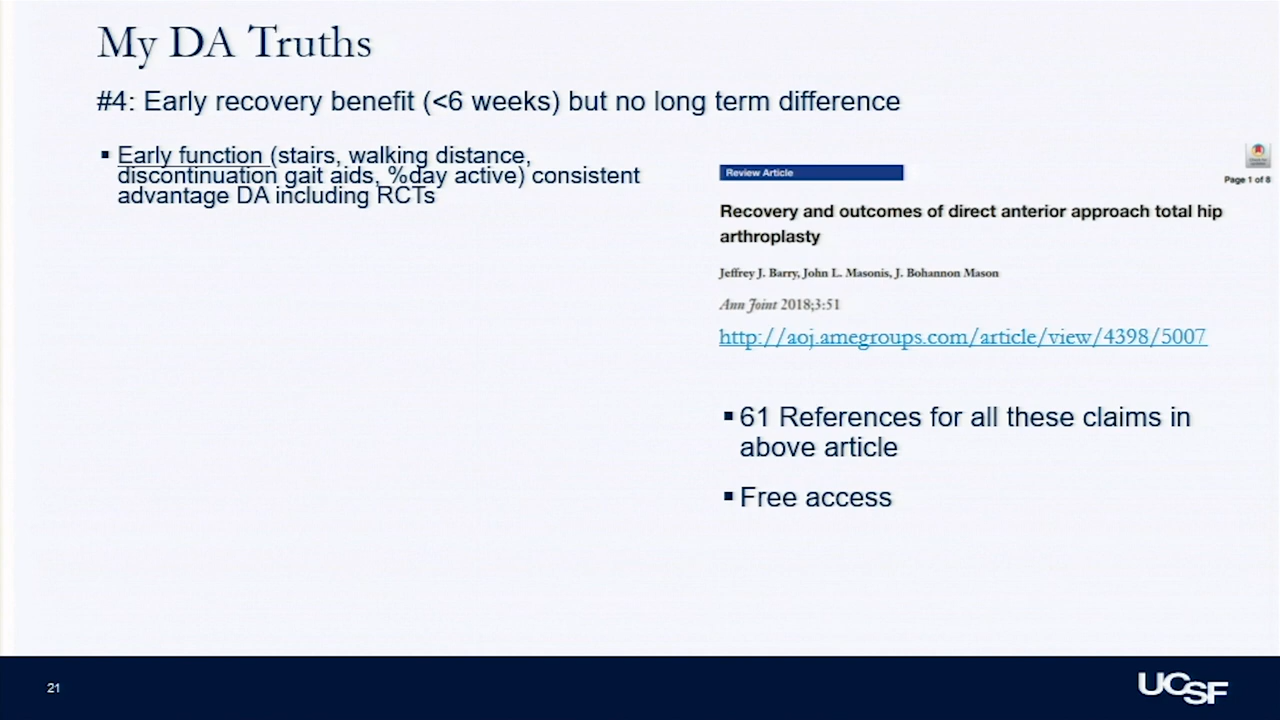 My DA Truths
#4: Early recovery benefit (<6 weeks) but no long term difference
▪ Early function (stairs, walking distance,
discontinuation gait aids, %day active) consistent
advantage DA including RCTs
Review Article
Page 1 of 8
Recovery and outcomes of direct anterior approach total hip
arthroplasty
Jeffrey J. Barry, John L. Masonis, J. Bohannon Mason
Ann Joint 2018;3:51
http://aoj.amegroups.com/article/view/4398/5007
▪ 61 References for all these claims in
above article
▪ Free access
21
UCSF